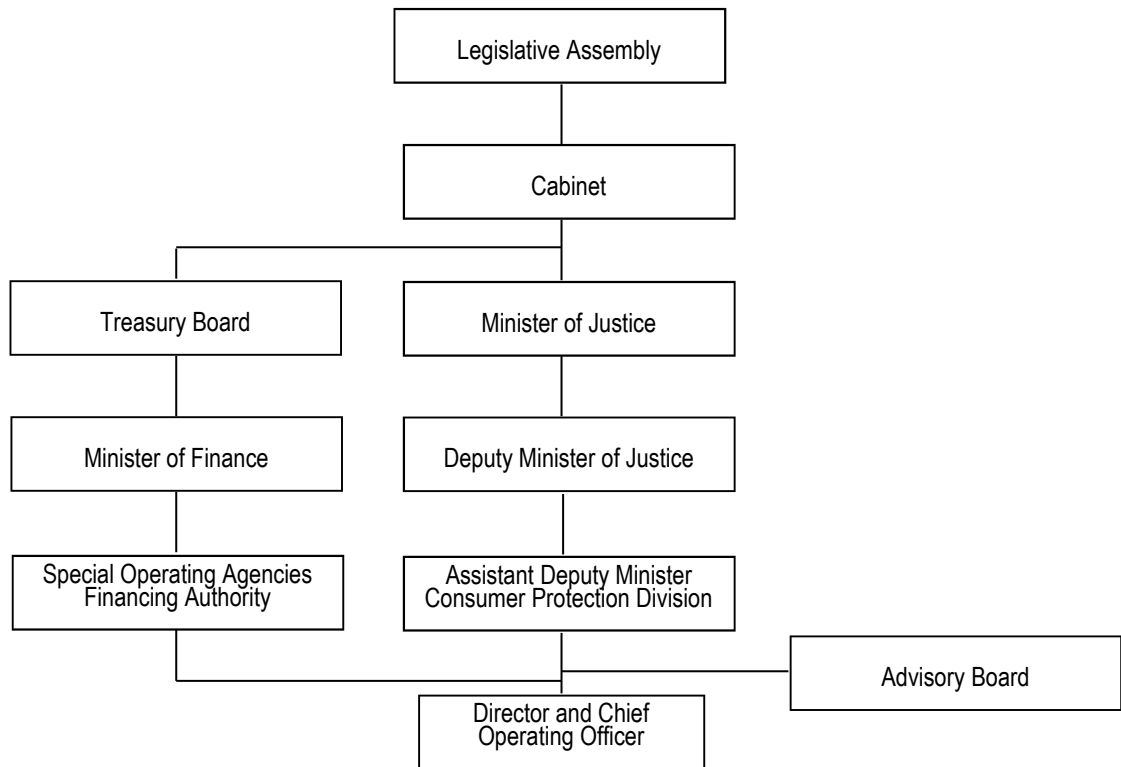 Legislative Assembly
Cabinet
Treasury Board
Minister of Justice
Minister of Finance
Deputy Minister of Justice
Special Operating Agencies
Financing Authority
Assistant Deputy Minister
Consumer Protection Division
Advisory Board
Director and Chief
Operating Officer